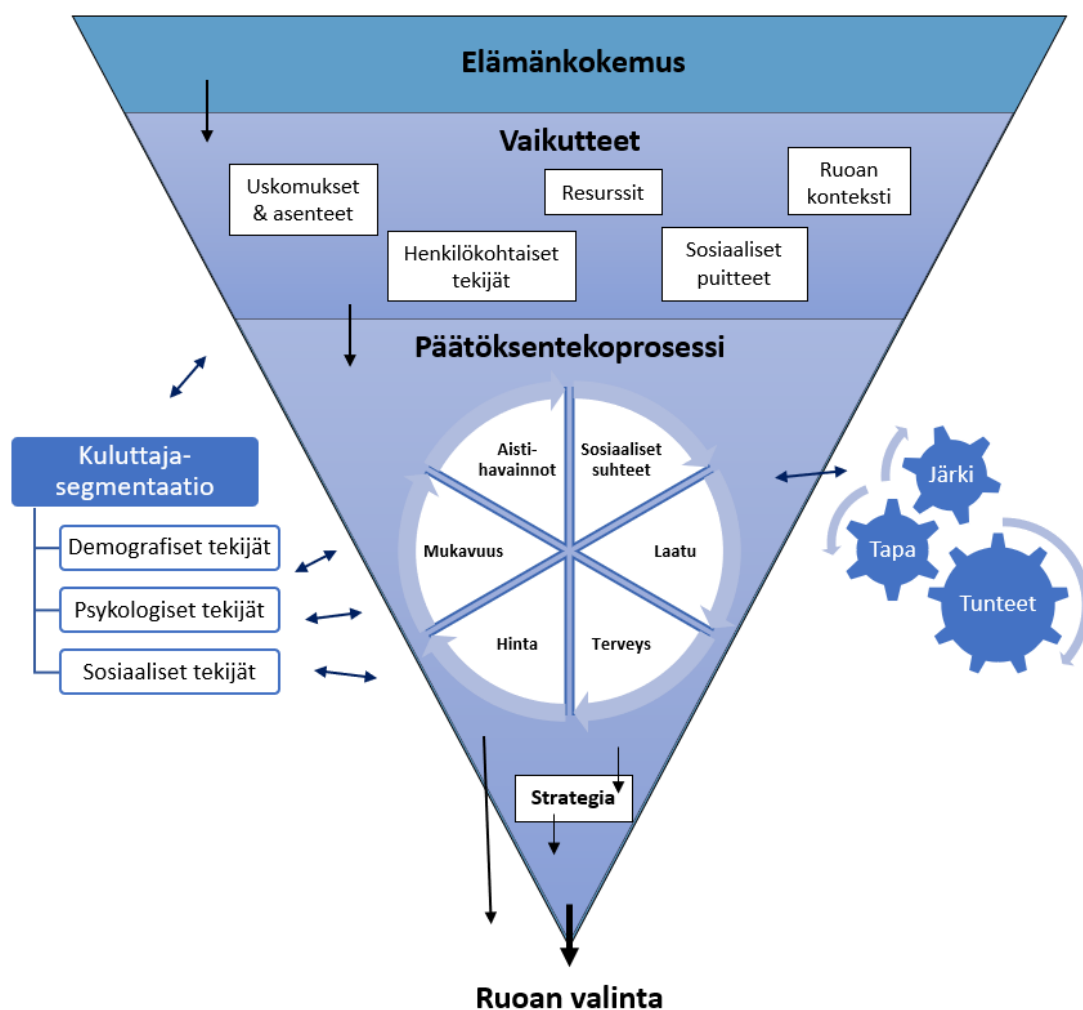 Elämänkokemus
Vaikutteet
Uskomukset
& asenteet
Resurssit
Ruoan
konteksti
Henkilökohtaiset
tekijät
Sosiaaliset
puitteet
Päätöksentekoprosessi
Aisti-
havainnot
Sosiaaliset
suhteet
Mukavuus
Laatu
Hinta
Terveys
Kuluttaja-
segmentaatio
Demografiset tekijät
Psykologiset tekijät
Sosiaaliset tekijät
Järki
Tapa
Tunteet
Strategia
Ruoan valinta